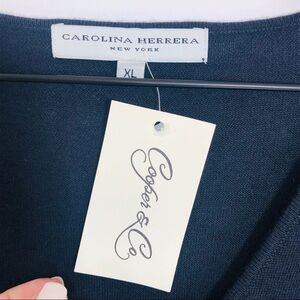 CAROLINA HERRERA
NEW YORK
XL
Cooper & Co